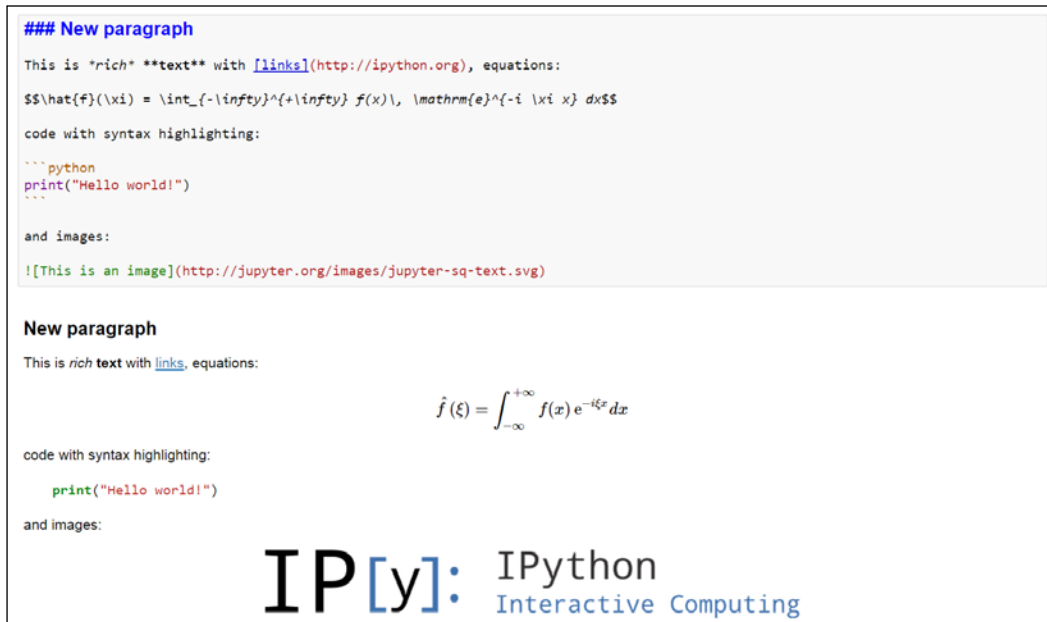 ### New paragraph
This is *rich* **text** with [links](http://ipython.org), equations:
$$\hat{f}(\xi) = \int_{-\infty}^{+\infty} f(x)\, \mathrm{e}^{-i \xi x} dx$$
code with syntax highlighting:
```python
print("Hello world!")
```
and images:
![This is an image](http://jupyter.org/images/jupyter-sq-text.svg)
New paragraph
This is rich text with links, equations:
f̂(ξ) = ∫₋∞⁺∞ f(x) e^{−iξx} dx
code with syntax highlighting:
print("Hello world!")
and images:
IP[y]: IPython
Interactive Computing